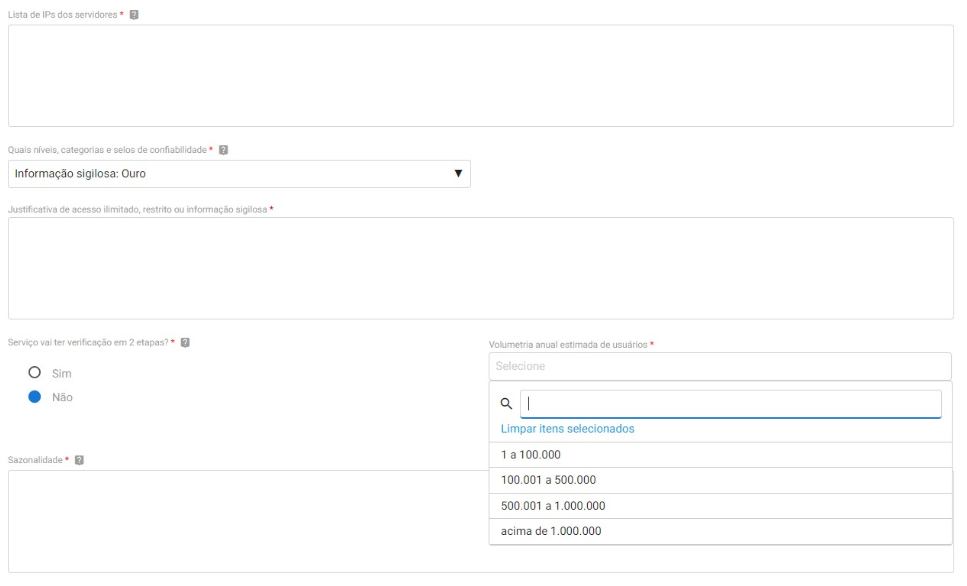 Lista de IPs dos servidores * ?
Quais níveis, categorias e selos de confiabilidade * ?
Informação sigilosa: Ouro
Justificativa de acesso ilimitado, restrito ou informação sigilosa *
Serviço vai ter verificação em 2 etapas? * ?
Sim
Não
Volumetria anual estimada de usuários *
Selecione
Limpar itens selecionados
1 a 100.000
100.001 a 500.000
500.001 a 1.000.000
acima de 1.000.000
Sazonalidade * ?